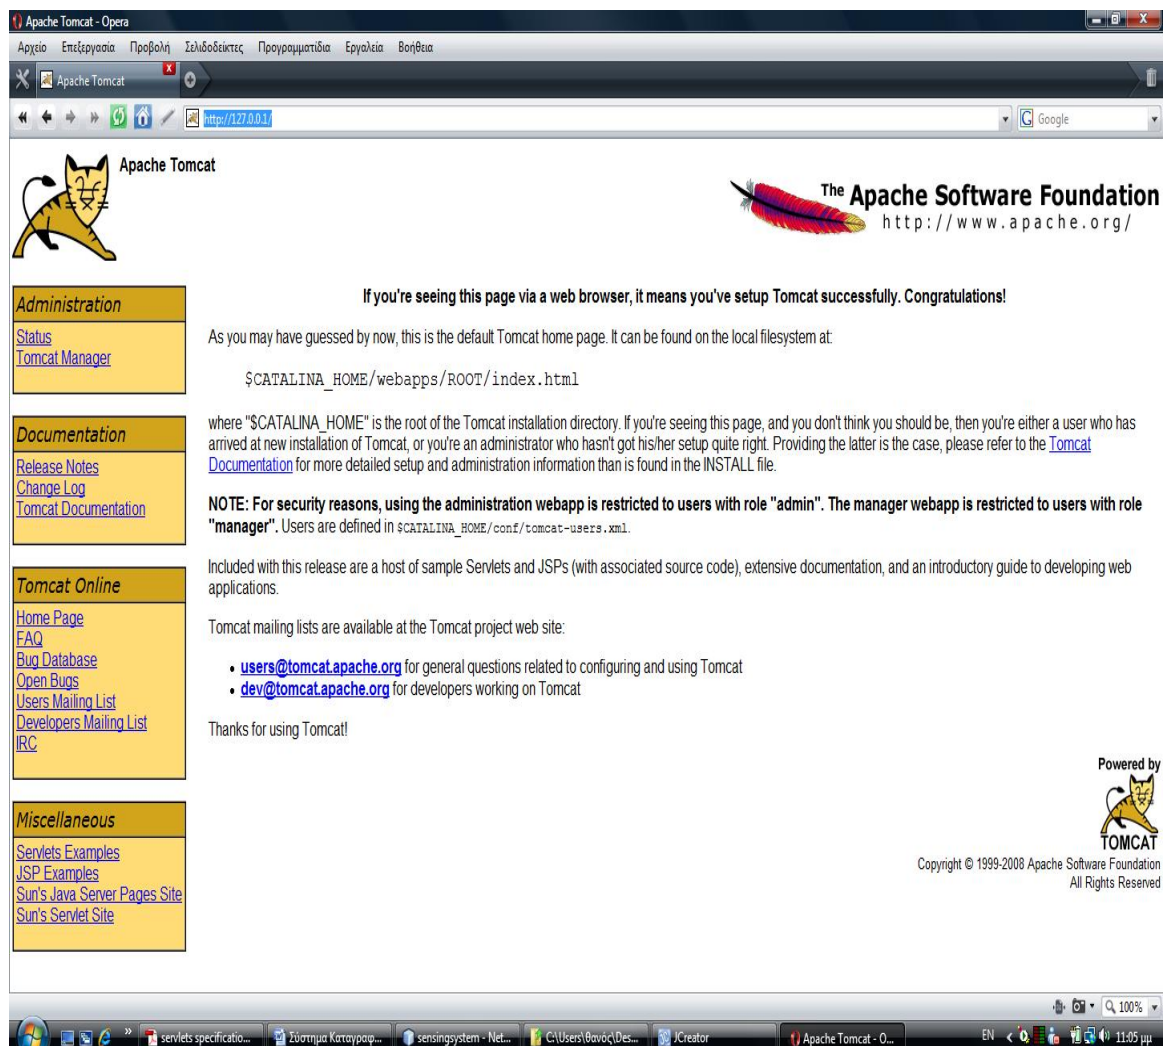 Apache Tomcat - Opera
Αρχείο Επεξεργασία Προβολή Σελιδοδείκτες Προγραμματίδια Εργαλεία Βοήθεια
Apache Tomcat
http://127.0.0.1/
Google
Apache Tomcat
The Apache Software Foundation
http://www.apache.org/
Administration
Status
Tomcat Manager
Documentation
Release Notes
Change Log
Tomcat Documentation
Tomcat Online
Home Page
FAQ
Bug Database
Open Bugs
Users Mailing List
Developers Mailing List
IRC
Miscellaneous
Servlets Examples
JSP Examples
Sun's Java Server Pages Site
Sun's Servlet Site
If you're seeing this page via a web browser, it means you've setup Tomcat successfully. Congratulations!
As you may have guessed by now, this is the default Tomcat home page. It can be found on the local filesystem at:
$CATALINA_HOME/webapps/ROOT/index.html
where "$CATALINA_HOME" is the root of the Tomcat installation directory. If you're seeing this page, and you don't think you should be, then you're either a user who has
arrived at new installation of Tomcat, or you're an administrator who hasn't got his/her setup quite right. Providing the latter is the case, please refer to the Tomcat
Documentation for more detailed setup and administration information than is found in the INSTALL file.
NOTE: For security reasons, using the administration webapp is restricted to users with role "admin". The manager webapp is restricted to users with role
"manager". Users are defined in $CATALINA_HOME/conf/tomcat-users.xml.
Included with this release are a host of sample Servlets and JSPs (with associated source code), extensive documentation, and an introductory guide to developing web
applications.
Tomcat mailing lists are available at the Tomcat project web site:
• users@tomcat.apache.org for general questions related to configuring and using Tomcat
• dev@tomcat.apache.org for developers working on Tomcat
Thanks for using Tomcat!
Powered by
TOMCAT
Copyright © 1999-2008 Apache Software Foundation
All Rights Reserved
100%
servlets specificatio... Σύστημα Καταγραφ... sensingsystem - Net... C:\Users\θανός\Des... JCreator Apache Tomcat - O... EN 11:05 μμ